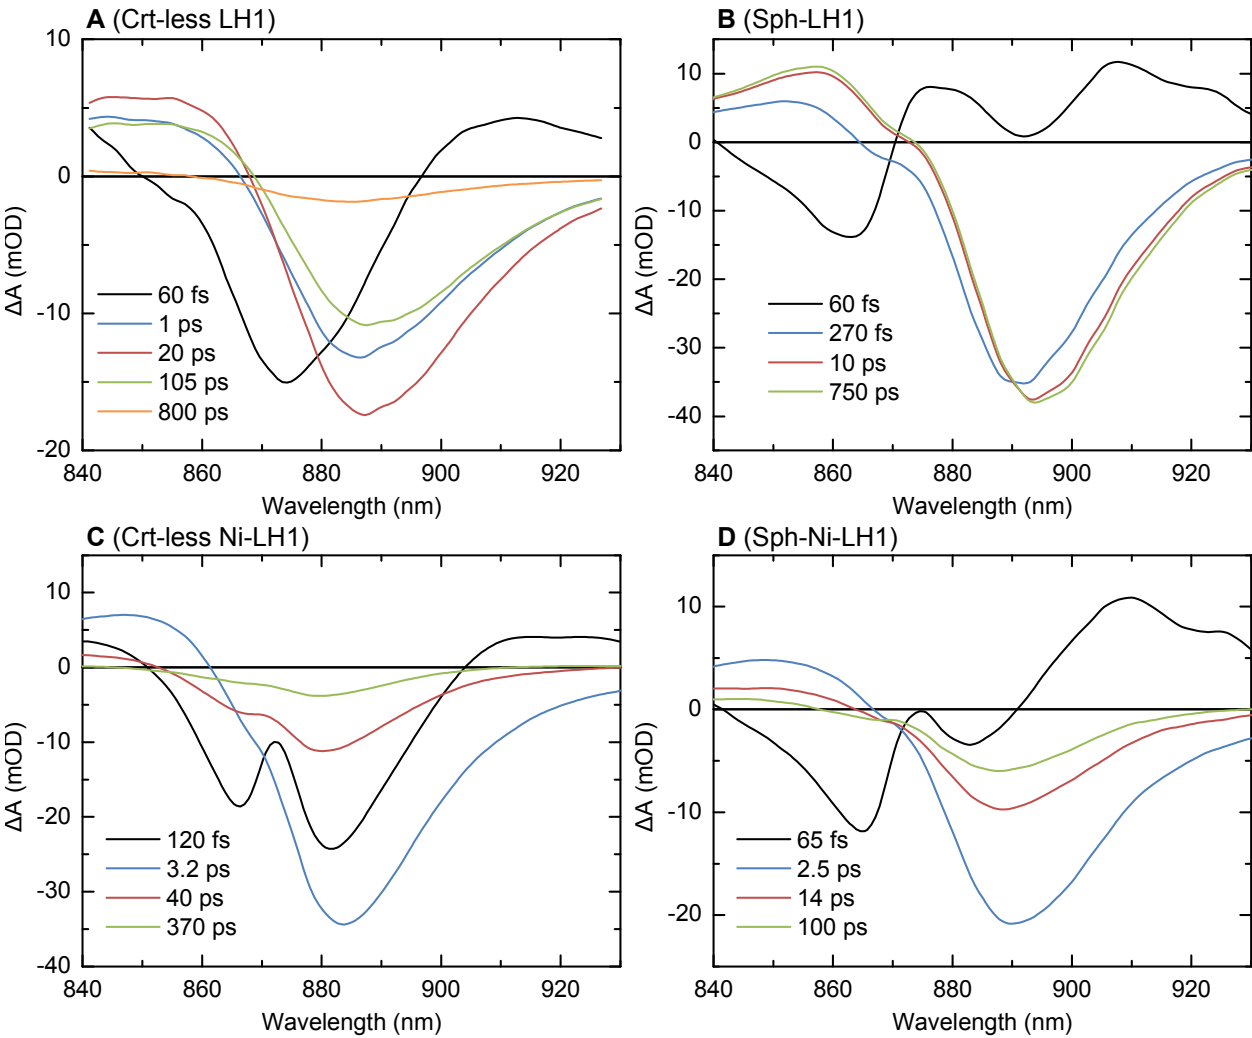 A (Crt-less LH1)
10
0
-10
-20
ΔA (mOD)
60 fs
1 ps
20 ps
105 ps
800 ps
840 860 880 900 920
Wavelength (nm)
B (Sph-LH1)
10
0
-10
-20
-30
-40
ΔA (mOD)
60 fs
270 fs
10 ps
750 ps
840 860 880 900 920
Wavelength (nm)
C (Crt-less Ni-LH1)
10
0
-10
-20
-30
-40
ΔA (mOD)
120 fs
3.2 ps
40 ps
370 ps
840 860 880 900 920
Wavelength (nm)
D (Sph-Ni-LH1)
10
0
-10
-20
ΔA (mOD)
65 fs
2.5 ps
14 ps
100 ps
840 860 880 900 920
Wavelength (nm)